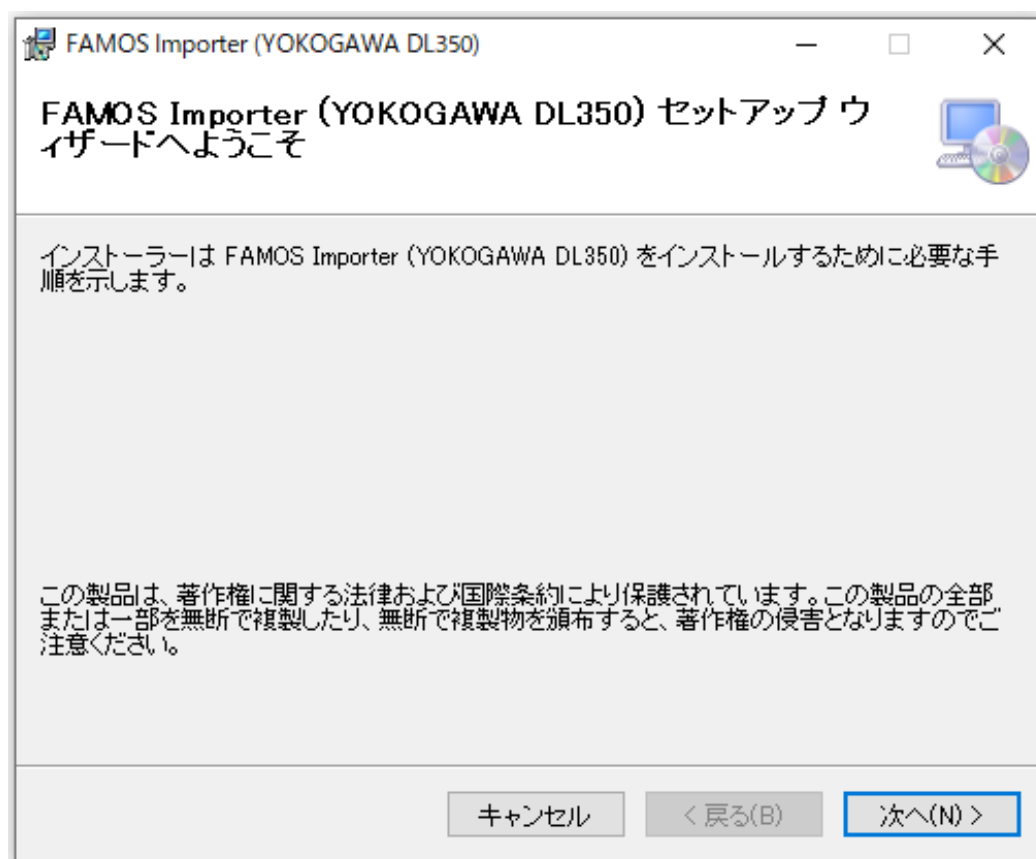 FAMOS Importer (YOKOGAWA DL350)
FAMOS Importer (YOKOGAWA DL350) セットアップ ウ
ィザードへようこそ
インストーラーは FAMOS Importer (YOKOGAWA DL350) をインストールするために必要な手
順を示します。
この製品は、著作権に関する法律および国際条約により保護されています。この製品の全部
または一部を無断で複製したり、無断で複製物を頒布すると、著作権の侵害となりますのでご
注意ください。
キャンセル
< 戻る(B)
次へ(N) >